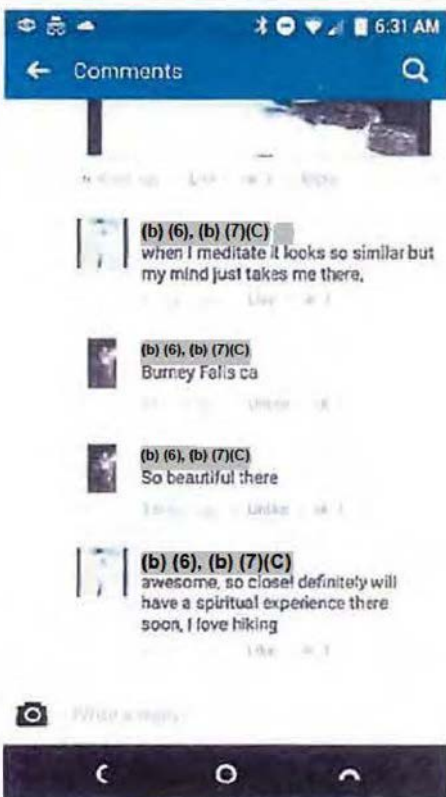 6:31 AM
Comments
(b) (6), (b) (7)(C)
when I meditate it looks so similar but
my mind just takes me there,
Like
(b) (6), (b) (7)(C)
Burney Falls ca
Unlike
(b) (6), (b) (7)(C)
So beautiful there
Unlike
(b) (6), (b) (7)(C)
awesome, so close! definitely will
have a spiritual experience there
soon, I love hiking
Like
Write a reply...